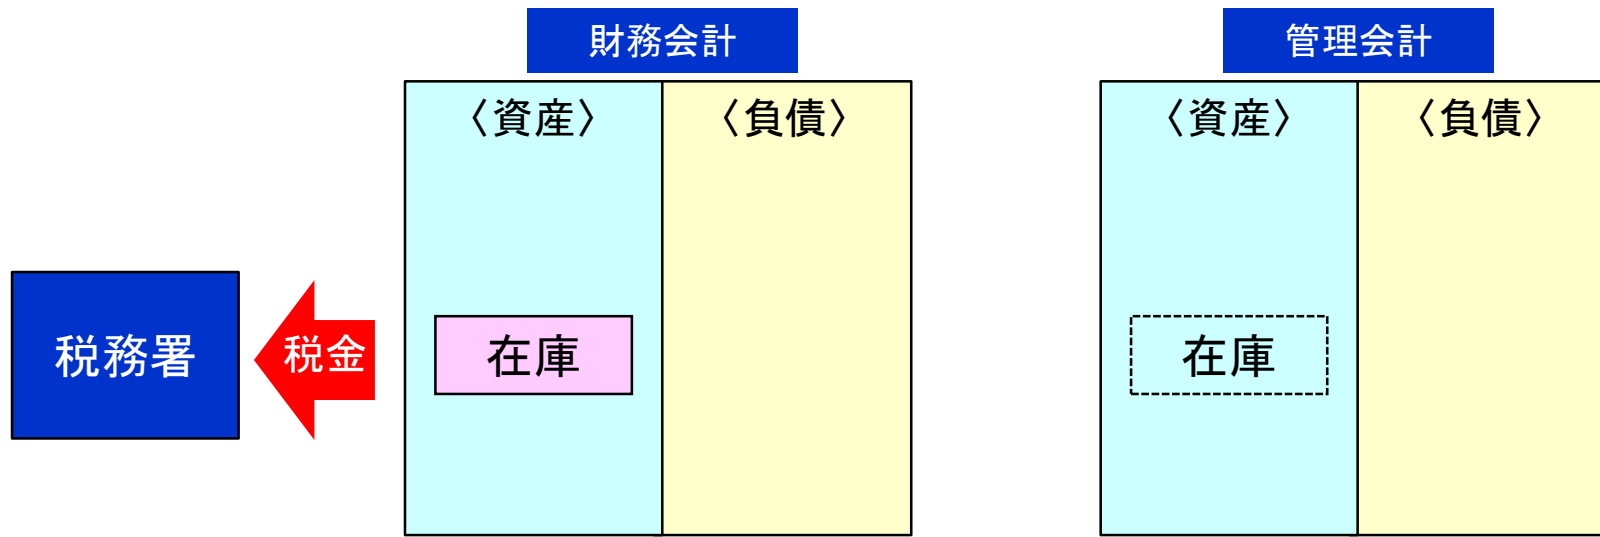 財務会計
管理会計
〈資産〉
〈負債〉
〈資産〉
〈負債〉
税務署
税金
在庫
在庫